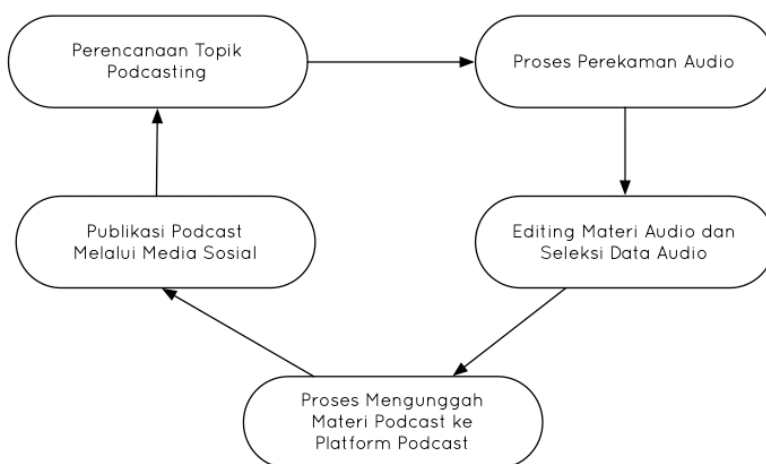 Perencanaan Topik
Podcasting
Proses Perekaman Audio
Editing Materi Audio dan
Seleksi Data Audio
Proses Mengunggah
Materi Podcast ke
Platform Podcast
Publikasi Podcast
Melalui Media Sosial